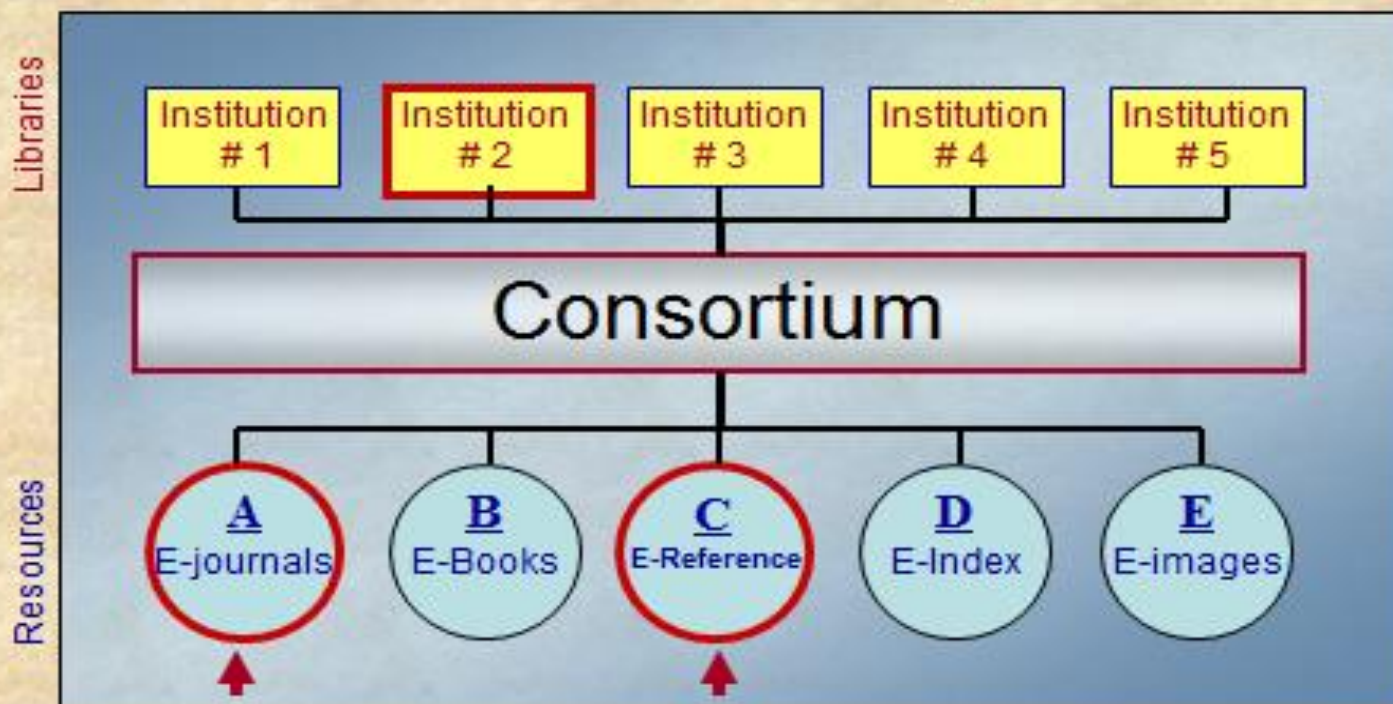 Libraries
Institution
# 1
Institution
# 2
Institution
# 3
Institution
# 4
Institution
# 5
Consortium
Resources
A
E-journals
B
E-Books
C
E-Reference
D
E-Index
E
E-images